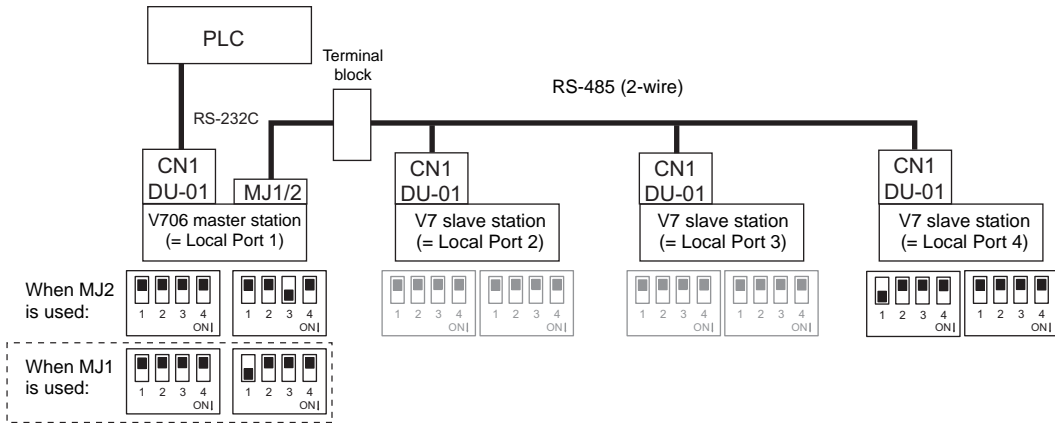 PLC
Terminal
block
RS-485 (2-wire)
RS-232C
CN1
DU-01
MJ1/2
CN1
DU-01
CN1
DU-01
CN1
DU-01
V706 master station
(= Local Port 1)
V7 slave station
(= Local Port 2)
V7 slave station
(= Local Port 3)
V7 slave station
(= Local Port 4)
When MJ2
is used:
1 2 3 4
ON
1 2 3 4
ON
1 2 3 4
ON
1 2 3 4
ON
1 2 3 4
ON
1 2 3 4
ON
1 2 3 4
ON
1 2 3 4
ON
When MJ1
is used:
1 2 3 4
ON
1 2 3 4
ON